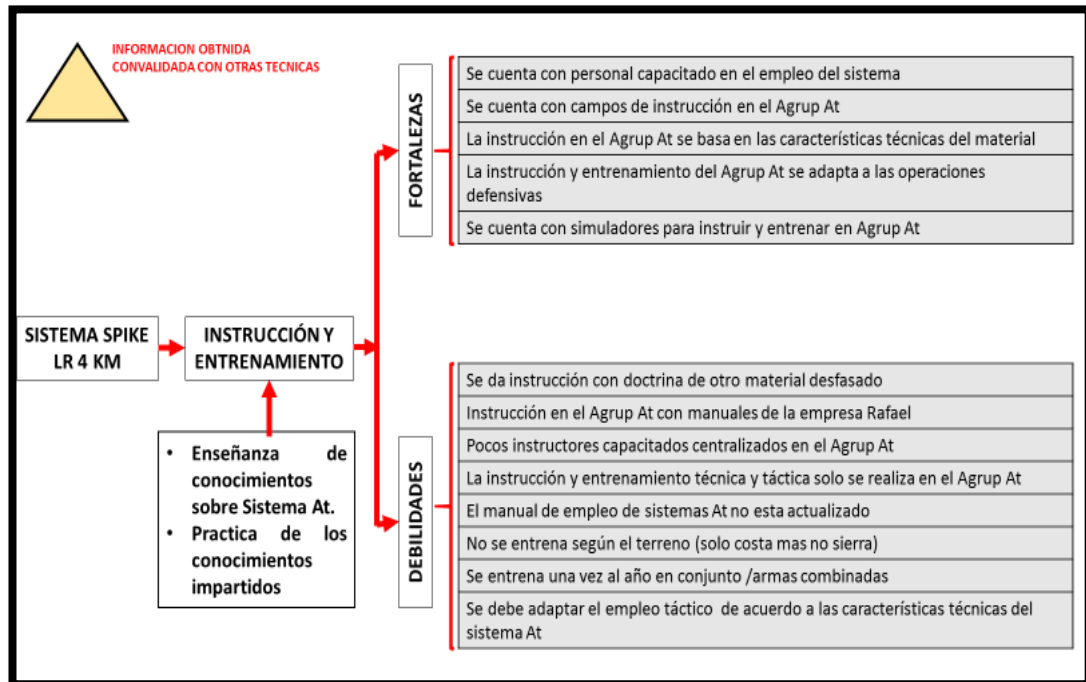 INFORMACION OBTNIDA
CONVALIDADA CON OTRAS TECNICAS
FORTALEZAS
Se cuenta con personal capacitado en el empleo del sistema
Se cuenta con campos de instrucción en el Agrup At
La instrucción en el Agrup At se basa en las características técnicas del material
La instrucción y entrenamiento del Agrup At se adapta a las operaciones
defensivas
Se cuenta con simuladores para instruir y entrenar en Agrup At
SISTEMA SPIKE
LR 4 KM
INSTRUCCIÓN Y
ENTRENAMIENTO
• Enseñanza de
conocimientos
sobre Sistema At.
• Practica de los
conocimientos
impartidos
DEBILIDADES
Se da instrucción con doctrina de otro material desfasado
Instrucción en el Agrup At con manuales de la empresa Rafael
Pocos instructores capacitados centralizados en el Agrup At
La instrucción y entrenamiento técnica y táctica solo se realiza en el Agrup At
El manual de empleo de sistemas At no esta actualizado
No se entrena según el terreno (solo costa mas no sierra)
Se entrena una vez al año en conjunto /armas combinadas
Se debe adaptar el empleo táctico de acuerdo a las características técnicas del
sistema At